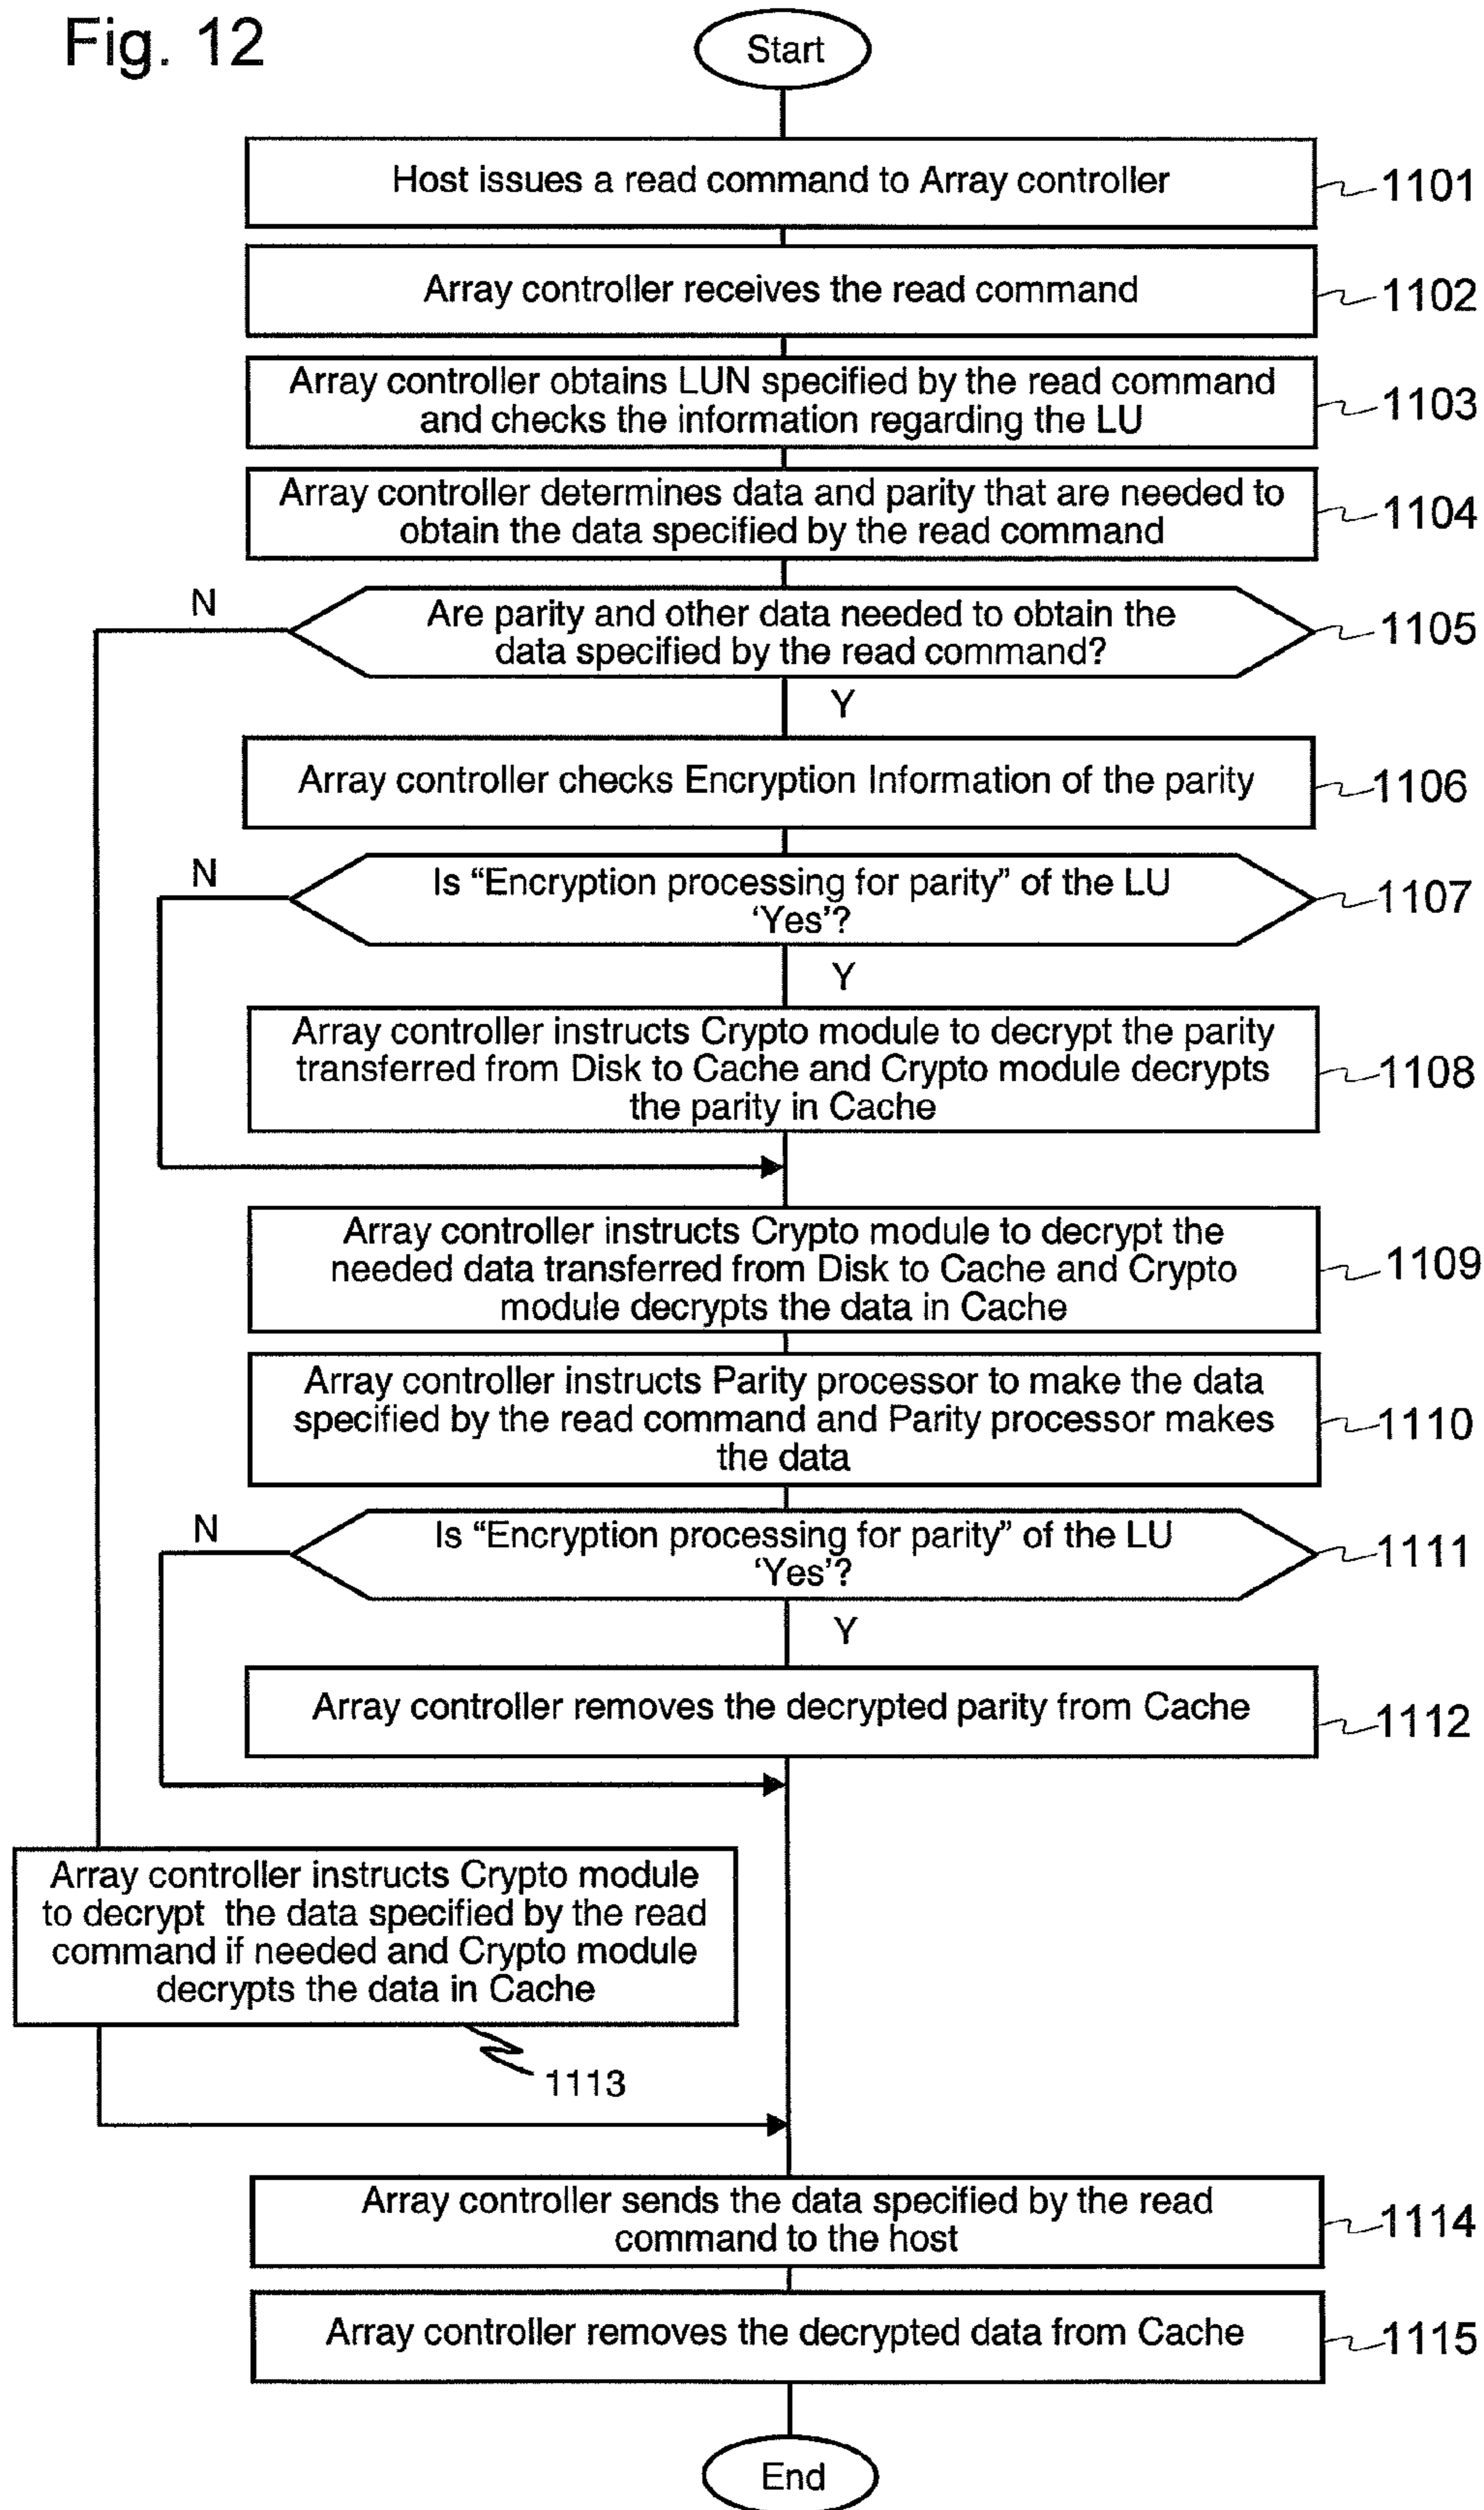 Fig. 12
Start
Host issues a read command to Array controller
1101
Array controller receives the read command
1102
Array controller obtains LUN specified by the read command
and checks the information regarding the LU
1103
Array controller determines data and parity that are needed to
obtain the data specified by the read command
1104
N
Are parity and other data needed to obtain the
data specified by the read command?
1105
Y
Array controller checks Encryption Information of the parity
1106
N
Is “Encryption processing for parity” of the LU
‘Yes’?
1107
Y
Array controller instructs Crypto module to decrypt the parity
transferred from Disk to Cache and Crypto module decrypts
the parity in Cache
1108
Array controller instructs Crypto module to decrypt the
needed data transferred from Disk to Cache and Crypto
module decrypts the data in Cache
1109
Array controller instructs Parity processor to make the data
specified by the read command and Parity processor makes
the data
1110
N
Is “Encryption processing for parity” of the LU
‘Yes’?
1111
Y
Array controller removes the decrypted parity from Cache
1112
Array controller instructs Crypto module
to decrypt the data specified by the read
command if needed and Crypto module
decrypts the data in Cache
1113
Array controller sends the data specified by the read
command to the host
1114
Array controller removes the decrypted data from Cache
1115
End